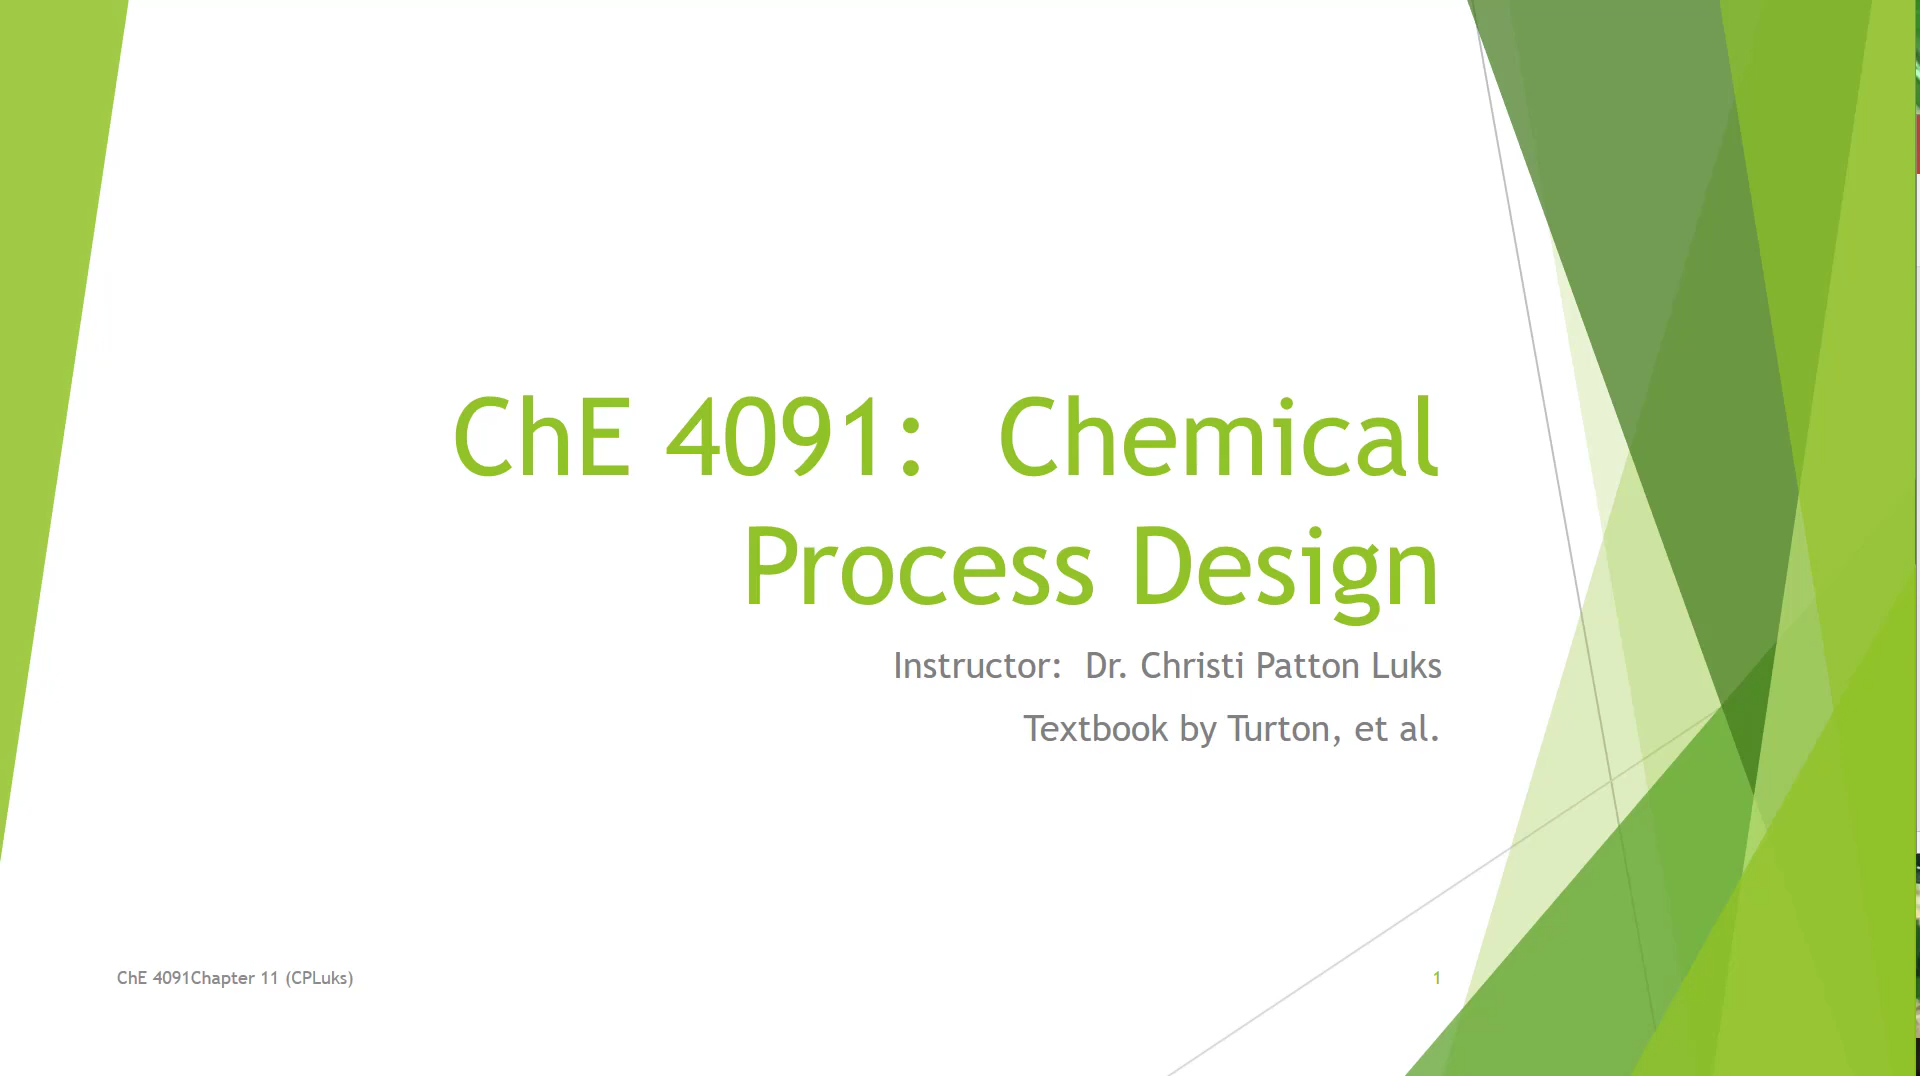 ChE 4091:  Chemical
Process Design
Instructor:  Dr. Christi Patton Luks
Textbook by Turton, et al.
ChE 4091Chapter 11 (CPLuks)
1